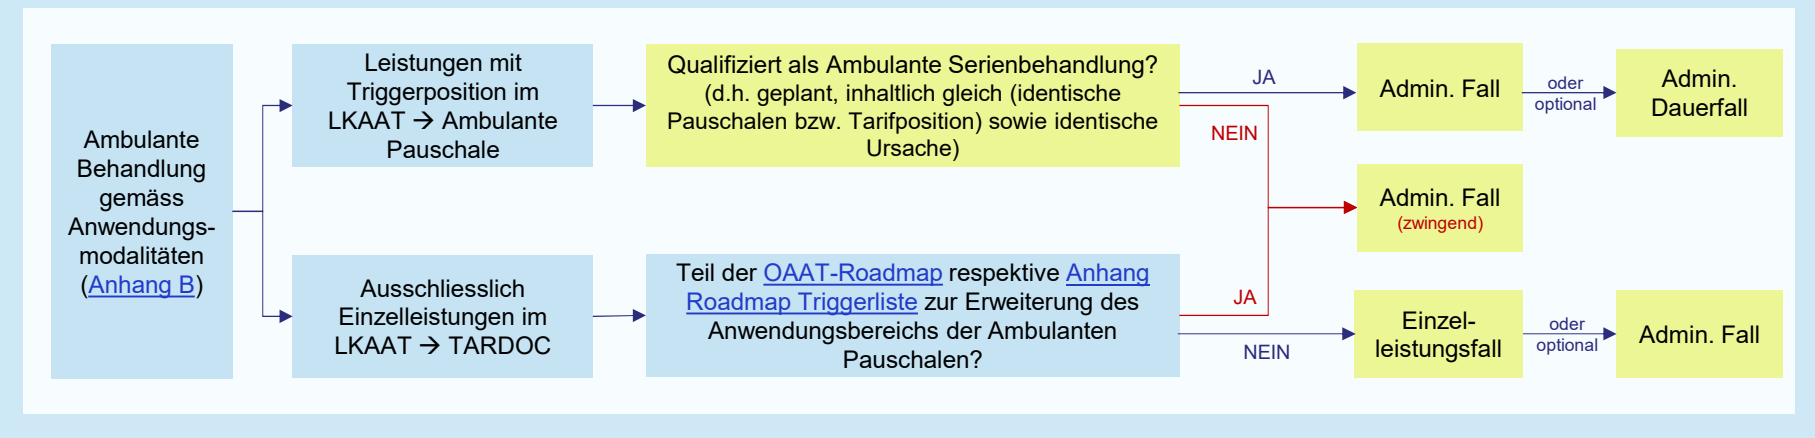 Ambulante
Behandlung
gemäss
Anwendungs-
modalitäten
(Anhang B)
Leistungen mit
Triggerposition im
LKAAT → Ambulante
Pauschale
Qualifiziert als Ambulante Serienbehandlung?
(d.h. geplant, inhaltlich gleich (identische
Pauschalen bzw. Tarifposition) sowie identische
Ursache)
JA
NEIN
Admin. Fall
oder
optional
Admin.
Dauerfall
Admin. Fall
(zwingend)
Ausschliesslich
Einzelleistungen im
LKAAT → TARDOC
Teil der OAAT-Roadmap respektive Anhang
Roadmap Triggerliste zur Erweiterung des
Anwendungsbereichs der Ambulanten
Pauschalen?
JA
NEIN
Einzel-
leistungsfall
oder
optional
Admin. Fall